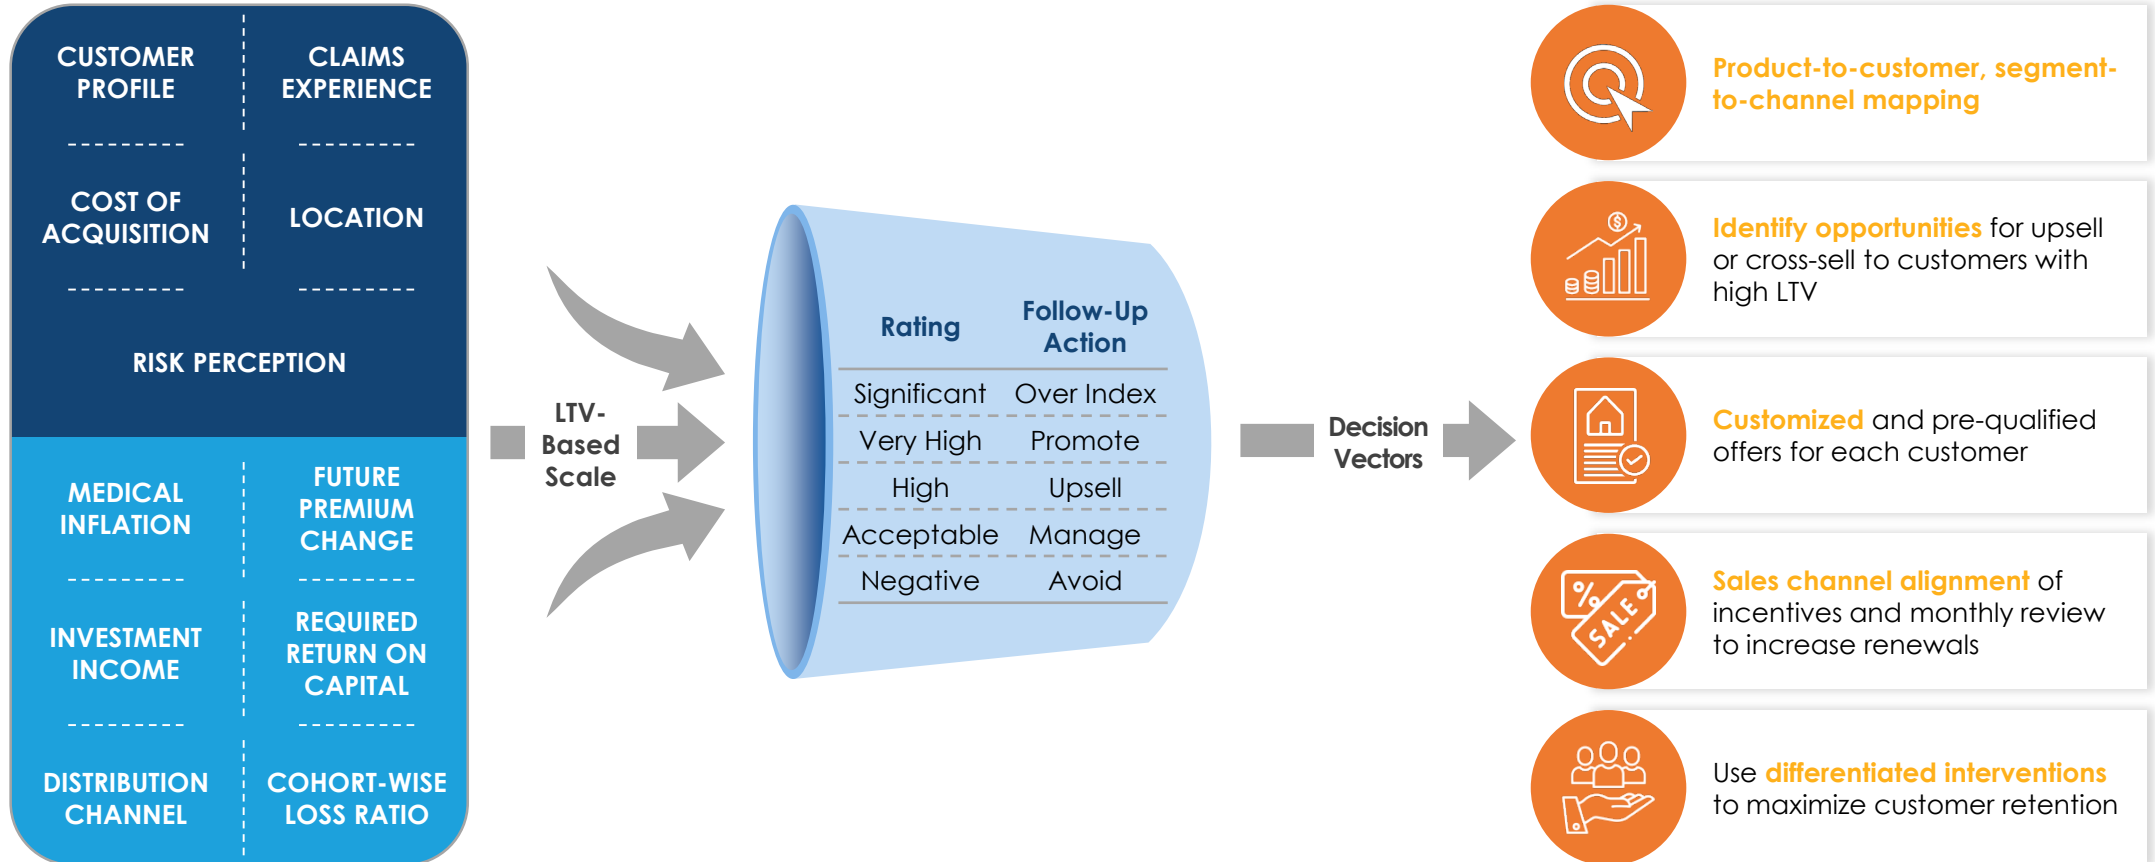 CUSTOMER
PROFILE
CLAIMS
EXPERIENCE
COST OF
ACQUISITION
LOCATION
RISK PERCEPTION
MEDICAL
INFLATION
FUTURE
PREMIUM
CHANGE
INVESTMENT
INCOME
REQUIRED
RETURN ON
CAPITAL
DISTRIBUTION
CHANNEL
COHORT-WISE
LOSS RATIO
LTV-
Based
Scale
Rating
Follow-Up
Action
Significant
Over Index
Very High
Promote
High
Upsell
Acceptable
Manage
Negative
Avoid
Decision
Vectors
Product-to-customer, segment-
to-channel mapping
$
Identify opportunities for upsell
or cross-sell to customers with
high LTV
Customized and pre-qualified
offers for each customer
%
SALE
Sales channel alignment of
incentives and monthly review
to increase renewals
Use differentiated interventions
to maximize customer retention